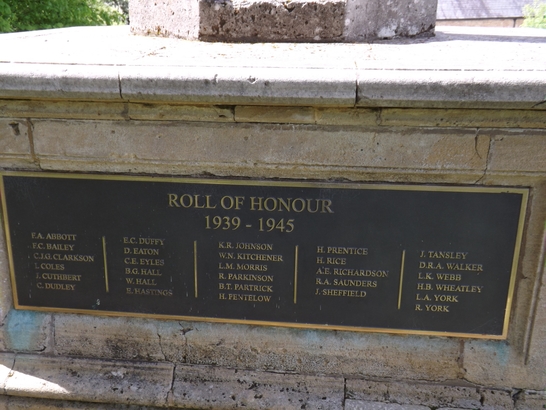 ROLL OF HONOUR
1939 - 1945
F.A. ABBOTT
F.C. BAILEY
C.J.G. CLARKSON
I. COLES
J. CUTHBERT
C. DUDLEY
E.C. DUFFY
D. EATON
C.E. EYLES
B.G. HALL
W. HALL
E. HASTINGS
K.R. JOHNSON
W.N. KITCHENER
L.M. MORRIS
R. PARKINSON
B.T. PARTRICK
H. PENTELOW
H. PRENTICE
H. RICE
A.E. RICHARDSON
R.A. SAUNDERS
J. SHEFFIELD
J. TANSLEY
D.R.A. WALKER
L.K. WEBB
H.B. WHEATLEY
L.A. YORK
R. YORK